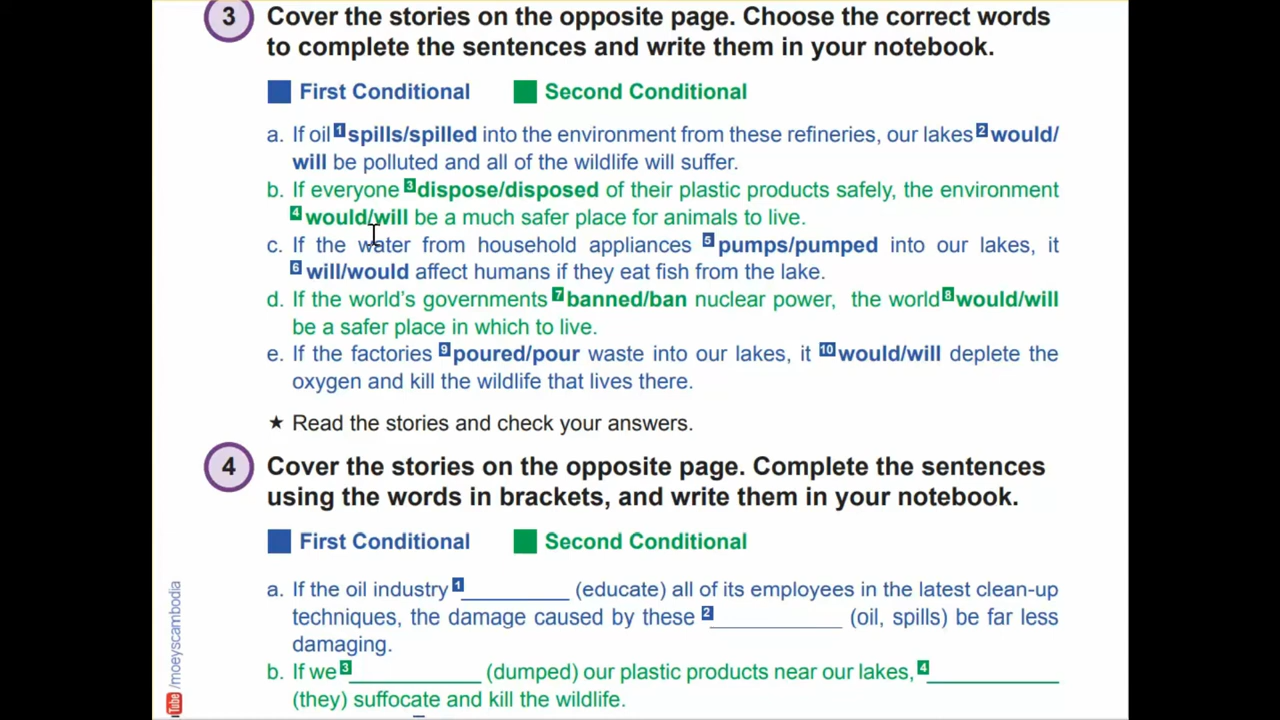 3 Cover the stories on the opposite page. Choose the correct words
to complete the sentences and write them in your notebook.
First Conditional Second Conditional
a. If oil 1 spills/spilled into the environment from these refineries, our lakes 2 would/
will be polluted and all of the wildlife will suffer.
b. If everyone 3 dispose/disposed of their plastic products safely, the environment
4 would/will be a much safer place for animals to live.
c. If the water from household appliances 5 pumps/pumped into our lakes, it
6 will/would affect humans if they eat fish from the lake.
d. If the world's governments 7 banned/ban nuclear power, the world 8 would/will
be a safer place in which to live.
e. If the factories 9 poured/pour waste into our lakes, it 10 would/will deplete the
oxygen and kill the wildlife that lives there.
★ Read the stories and check your answers.
4 Cover the stories on the opposite page. Complete the sentences
using the words in brackets, and write them in your notebook.
First Conditional Second Conditional
a. If the oil industry 1 _________ (educate) all of its employees in the latest clean-up
techniques, the damage caused by these 2 ___________ (oil, spills) be far less
damaging.
b. If we 3 ___________ (dumped) our plastic products near our lakes, 4 ___________
(they) suffocate and kill the wildlife.
Tube /moeyscambodia